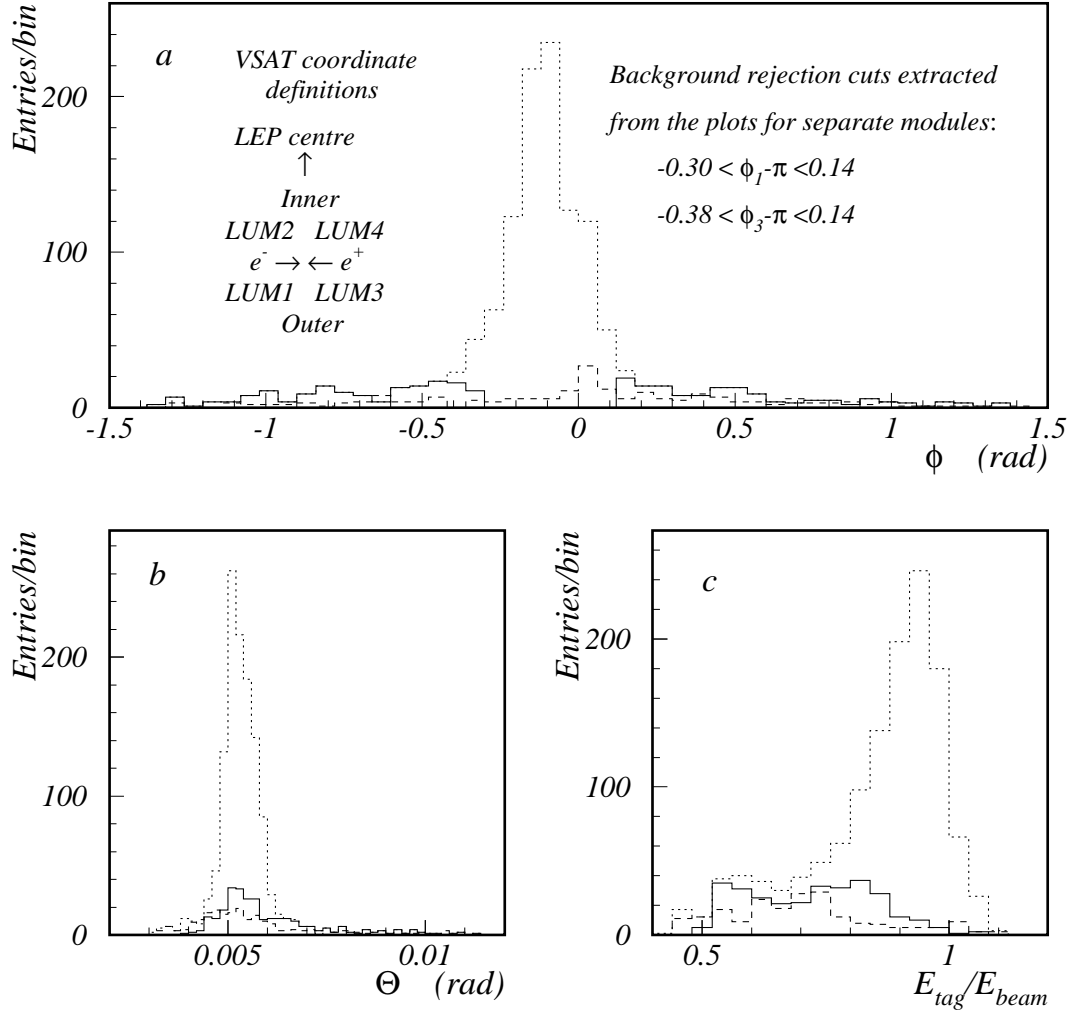 Entries/bin
a
VSAT coordinate
definitions
LEP centre
↑
Inner
LUM2 LUM4
e⁻ → ← e⁺
LUM1 LUM3
Outer
Background rejection cuts extracted
from the plots for separate modules:
-0.30 < ϕ₁-π <0.14
-0.38 < ϕ₃-π <0.14
200
100
0
-1.5 -1 -0.5 0 0.5 1 1.5
ϕ (rad)
Entries/bin
b
200
100
0
0.005 0.01
Θ (rad)
Entries/bin
c
200
100
0
0.5 1
E_tag/E_beam